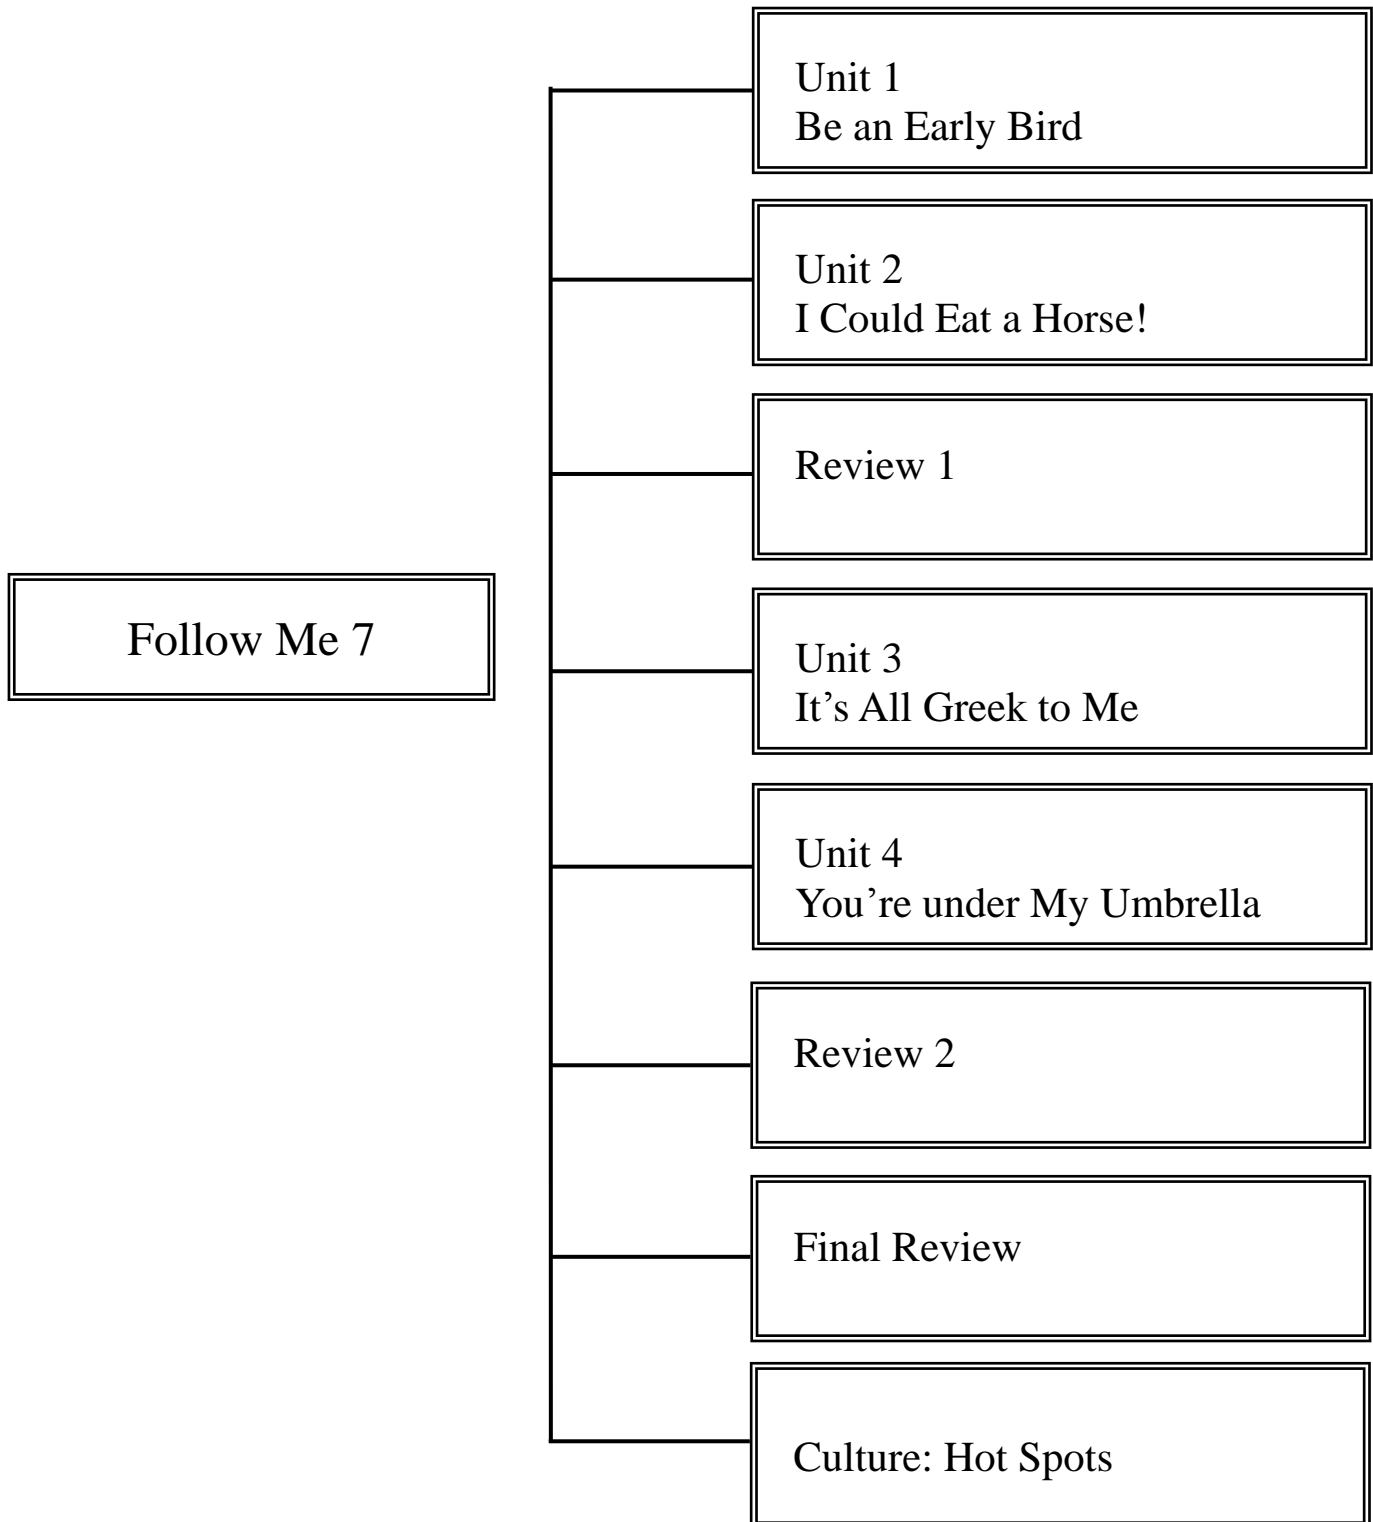 Follow Me 7
Unit 1
Be an Early Bird
Unit 2
I Could Eat a Horse!
Review 1
Unit 3
It’s All Greek to Me
Unit 4
You’re under My Umbrella
Review 2
Final Review
Culture: Hot Spots